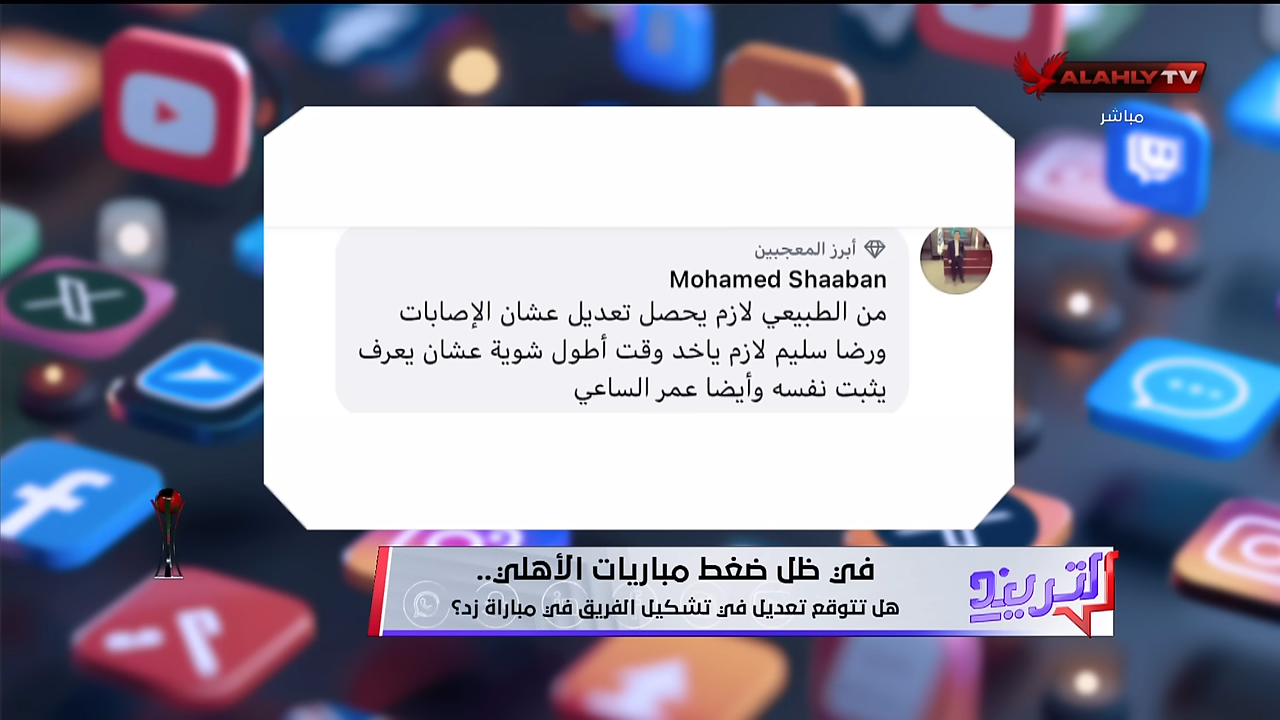 ALAHLY TV
مباشر
أبرز المعجبين
Mohamed Shaaban
من الطبيعي لازم يحصل تعديل عشان الإصابات
ورضا سليم لازم ياخد وقت أطول شوية عشان يعرف
يثبت نفسه وأيضا عمر الساعي
التريند
في ظل ضغط مباريات الأهلي..
هل تتوقع تعديل في تشكيل الفريق في مباراة زد؟